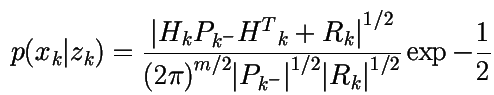 p(x_k|z_k) = \frac{|H_k P_{k^-} H^T{}_k + R_k|^{1/2}}{(2\pi)^{m/2} |P_{k^-}|^{1/2} |R_k|^{1/2}} \exp -\frac{1}{2}